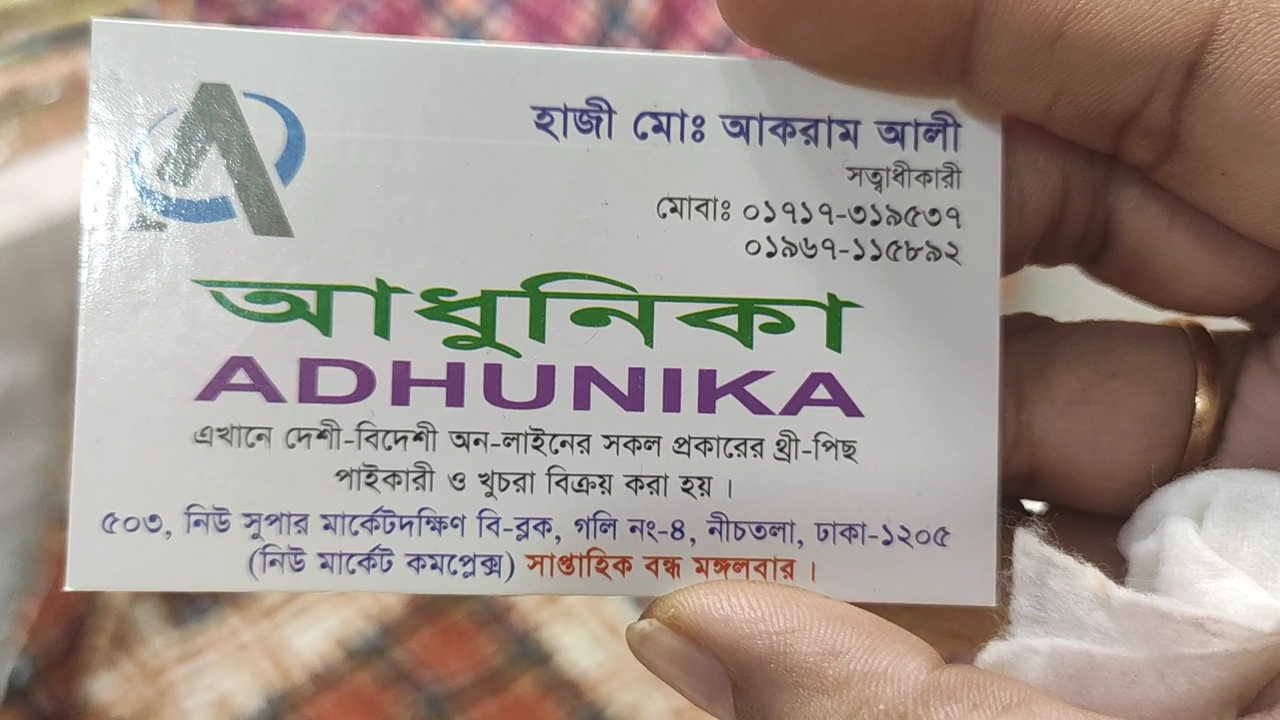 A
হাজী মোঃ আকরাম আলী
সত্ত্বাধীকারী
মোবাঃ ০১৭১৭-৩১৯৫৩৭
০১৯৬৭-১১৫৮৯২
আধুনিকা
ADHUNIKA
এখানে দেশী-বিদেশী অন-লাইনের সকল প্রকারের থ্রী-পিছ
পাইকারী ও খুচরা বিক্রয় করা হয়।
৫০৩, নিউ সুপার মার্কেটদক্ষিণ বি-ব্লক, গলি নং-৪, নীচতলা, ঢাকা-১২০৫
(নিউ মার্কেট কমপ্লেক্স) সাপ্তাহিক বন্ধ মঙ্গলবার।